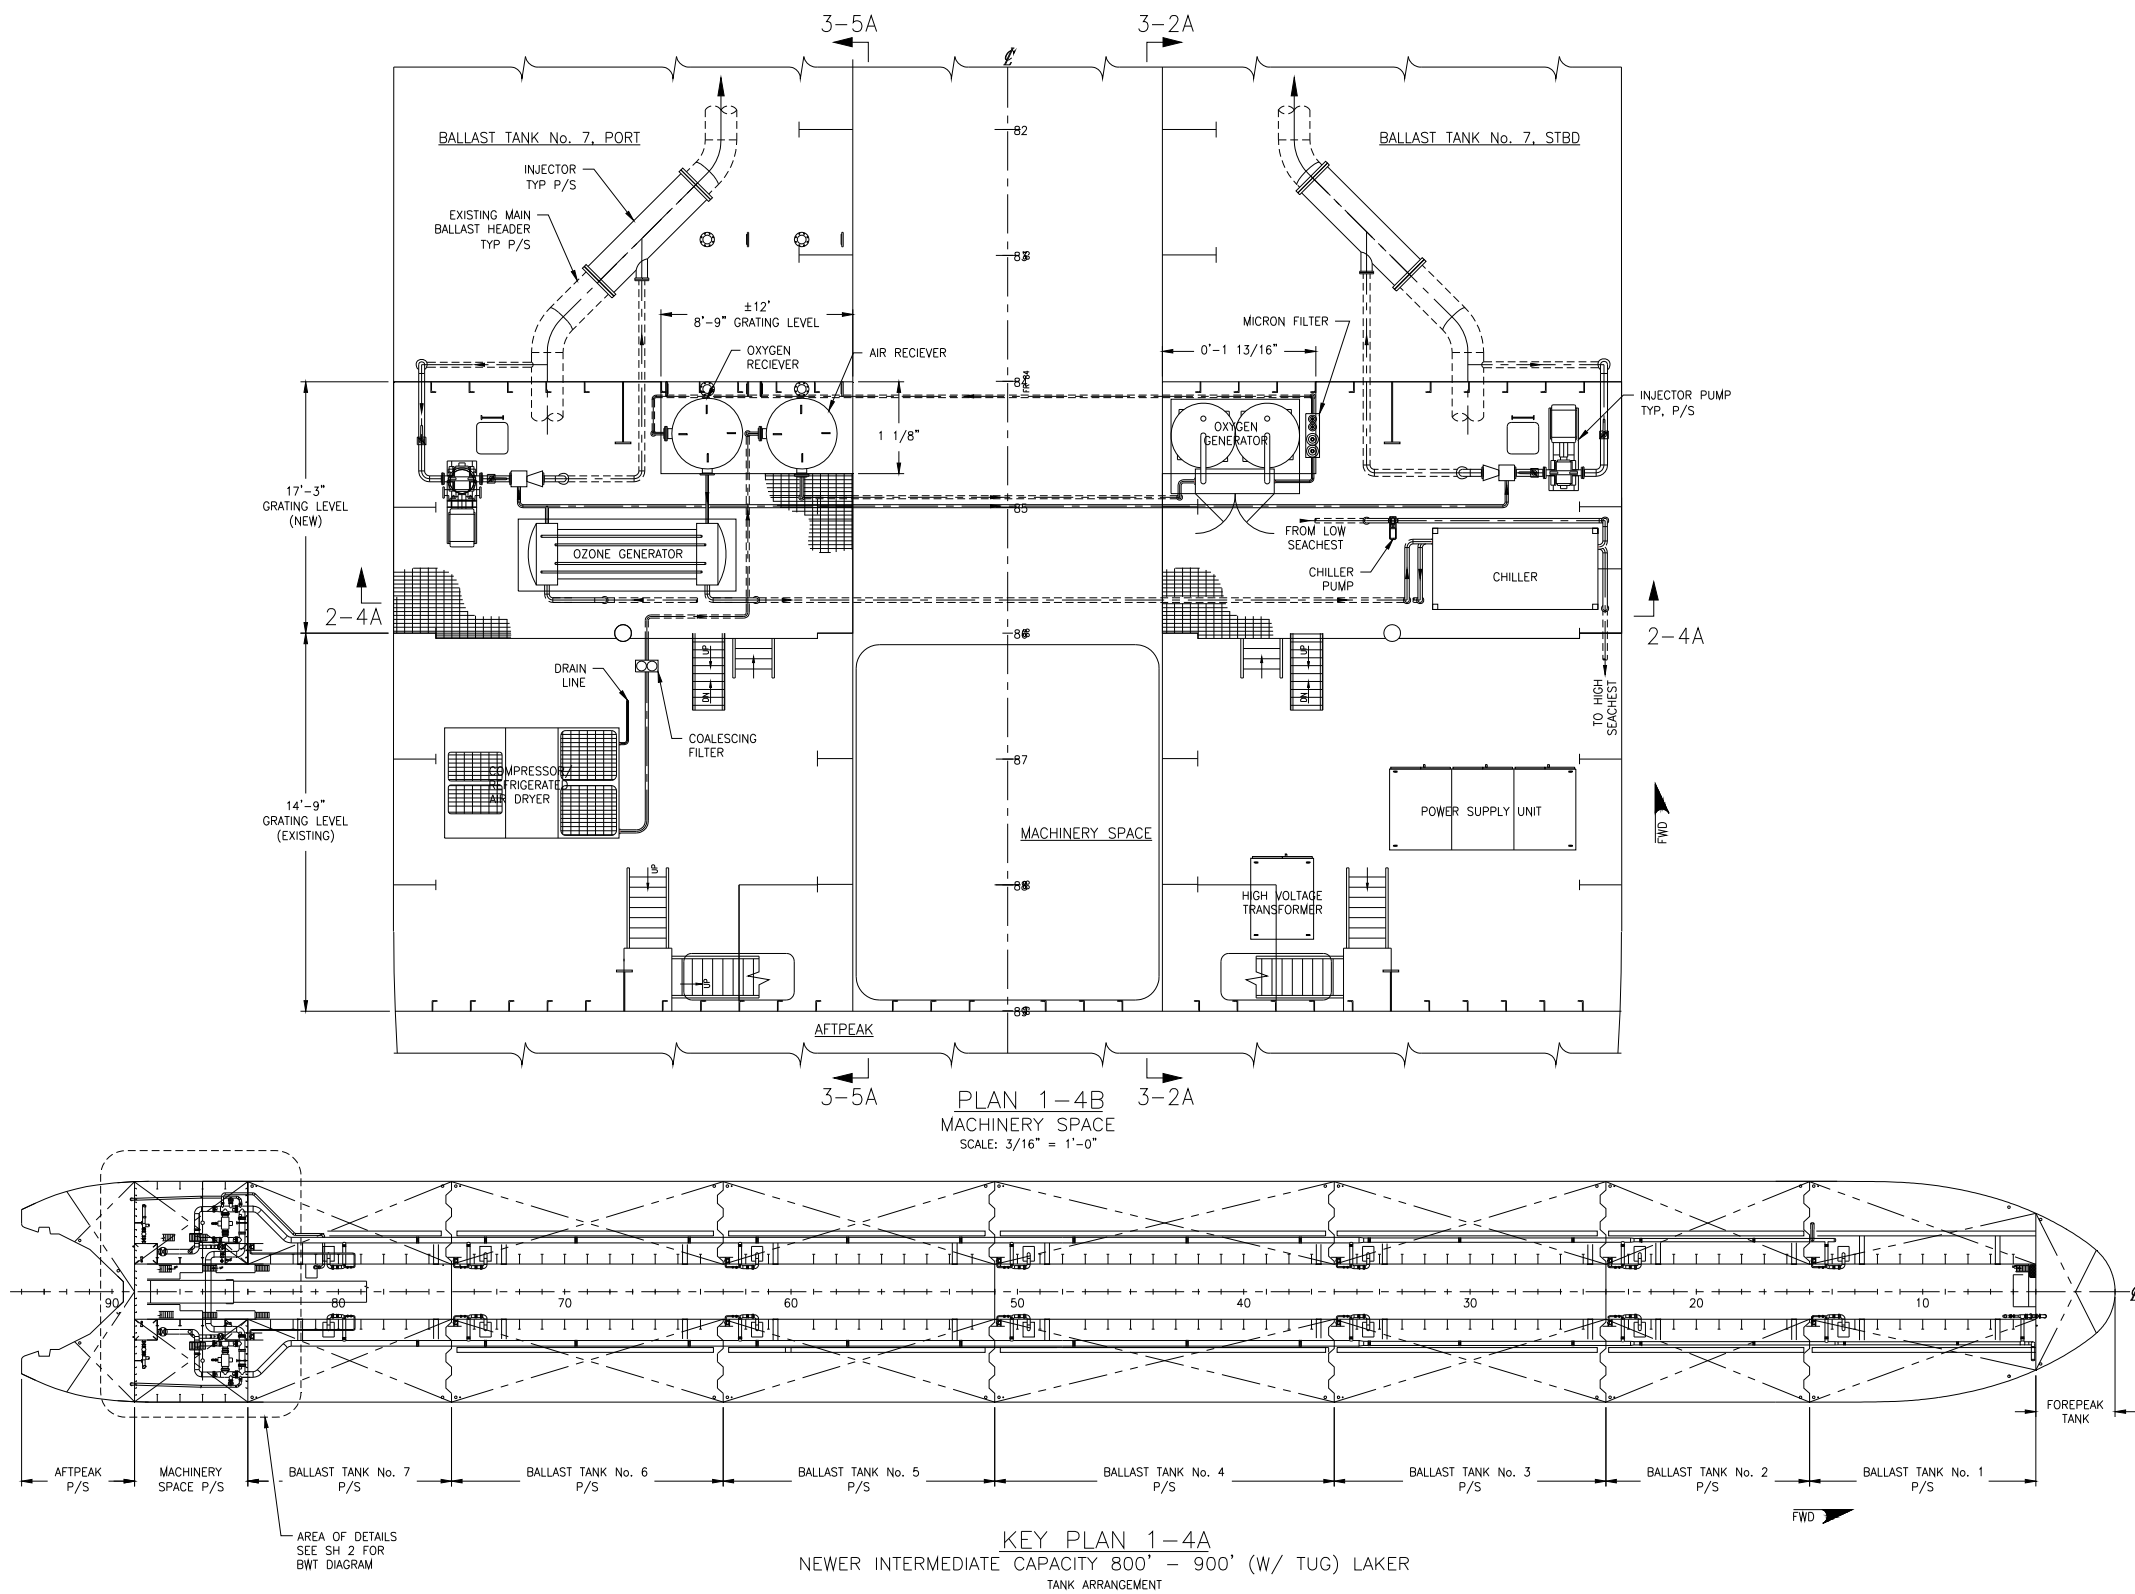 3-5A
3-2A
℄
BALLAST TANK No. 7, PORT
BALLAST TANK No. 7, STBD
82
INJECTOR
TYP P/S
EXISTING MAIN
BALLAST HEADER
TYP P/S
83
±12'
8'-9" GRATING LEVEL
MICRON FILTER
OXYGEN
RECIEVER
AIR RECIEVER
0'-1 13/16"
84
FR 84
INJECTOR PUMP
TYP, P/S
1 1/8"
OXYGEN
GENERATOR
17'-3"
GRATING LEVEL
(NEW)
85
FROM LOW
SEACHEST
OZONE GENERATOR
CHILLER
PUMP
CHILLER
2-4A
2-4A
86
UP
DN
UP
DN
DRAIN
LINE
TO HIGH
SEACHEST
COALESCING
FILTER
87
COMPRESSOR/
REFRIGERATED
AIR DRYER
14'-9"
GRATING LEVEL
(EXISTING)
POWER SUPPLY UNIT
MACHINERY SPACE
FWD
UP
88
HIGH VOLTAGE
TRANSFORMER
UP
89
AFTPEAK
3-5A
3-2A
PLAN 1-4B
MACHINERY SPACE
SCALE: 3/16" = 1'-0"
90
80
70
60
50
40
30
20
10
℄
FOREPEAK
TANK
AFTPEAK
P/S
MACHINERY
SPACE P/S
BALLAST TANK No. 7
P/S
BALLAST TANK No. 6
P/S
BALLAST TANK No. 5
P/S
BALLAST TANK No. 4
P/S
BALLAST TANK No. 3
P/S
BALLAST TANK No. 2
P/S
BALLAST TANK No. 1
P/S
FWD
AREA OF DETAILS
SEE SH 2 FOR
BWT DIAGRAM
KEY PLAN 1-4A
NEWER INTERMEDIATE CAPACITY 800' - 900' (W/ TUG) LAKER
TANK ARRANGEMENT